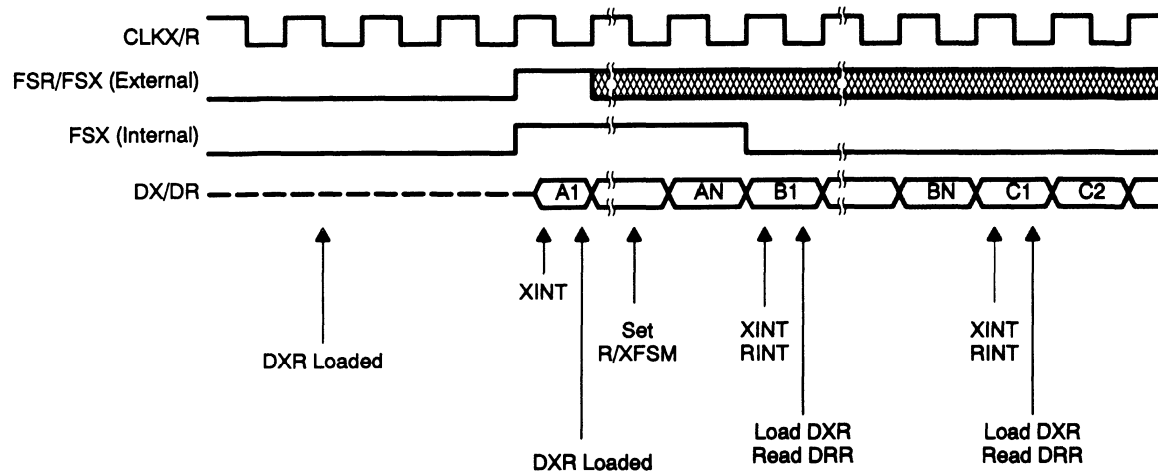 CLKX/R
FSR/FSX (External)
FSX (Internal)
DX/DR
A1
AN
B1
BN
C1
C2
XINT
DXR Loaded
Set
R/XFSM
XINT
RINT
XINT
RINT
DXR Loaded
Load DXR
Read DRR
Load DXR
Read DRR